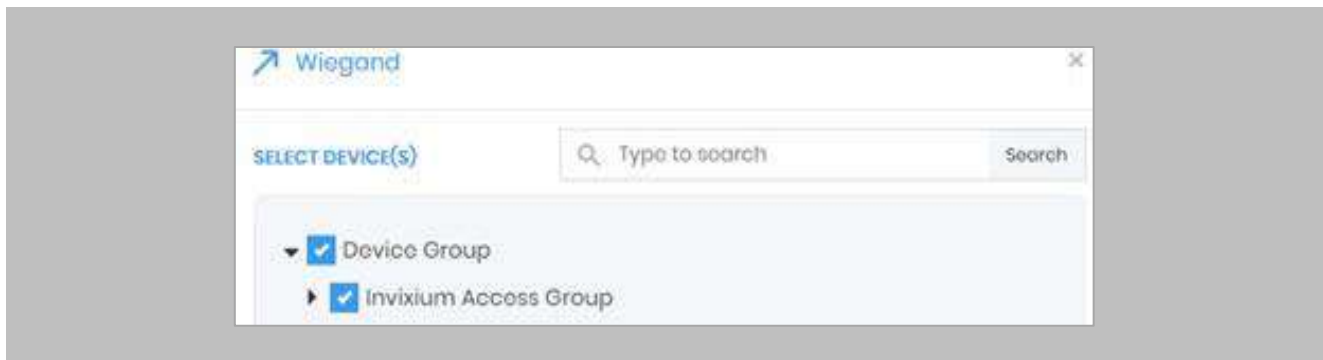 Wiegand
SELECT DEVICE(S)
Type to search
Search
Device Group
Invixium Access Group